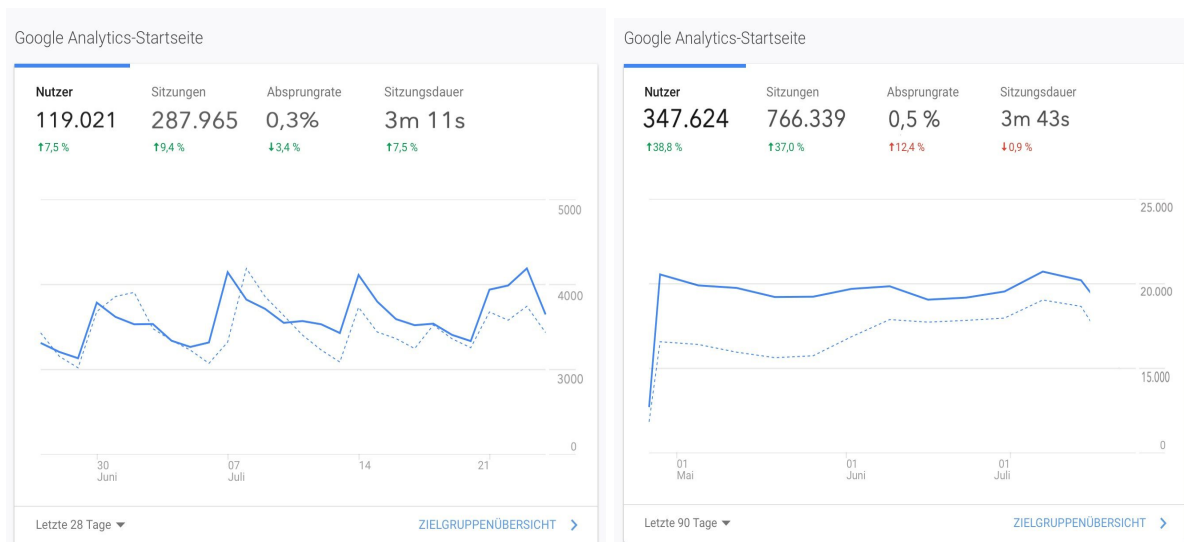 Google Analytics-Startseite
Nutzer Sitzungen Absprungrate Sitzungsdauer
119.021 287.965 0,3% 3m 11s
↑7,5 % ↑9,4 % ↓3,4 % ↑7,5 %
5000
4000
3000
0
30 07 14 21
Juni Juli
Letzte 28 Tage ZIELGRUPPENÜBERSICHT
Google Analytics-Startseite
Nutzer Sitzungen Absprungrate Sitzungsdauer
347.624 766.339 0,5 % 3m 43s
↑38,8 % ↑37,0 % ↑12,4 % ↓0,9 %
25.000
20.000
15.000
0
01 01 01
Mai Juni Juli
Letzte 90 Tage ZIELGRUPPENÜBERSICHT